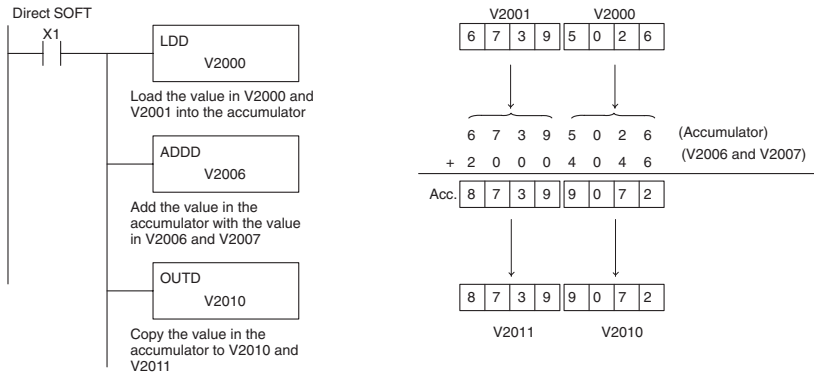 Direct SOFT
X1
LDD
V2000
Load the value in V2000 and
V2001 into the accumulator
ADDD
V2006
Add the value in the
accumulator with the value
in V2006 and V2007
OUTD
V2010
Copy the value in the
accumulator to V2010 and
V2011
V2001 V2000
6 7 3 9 5 0 2 6
6 7 3 9 5 0 2 6 (Accumulator)
+ 2 0 0 0 4 0 4 6 (V2006 and V2007)
Acc. 8 7 3 9 9 0 7 2
8 7 3 9 9 0 7 2
V2011 V2010